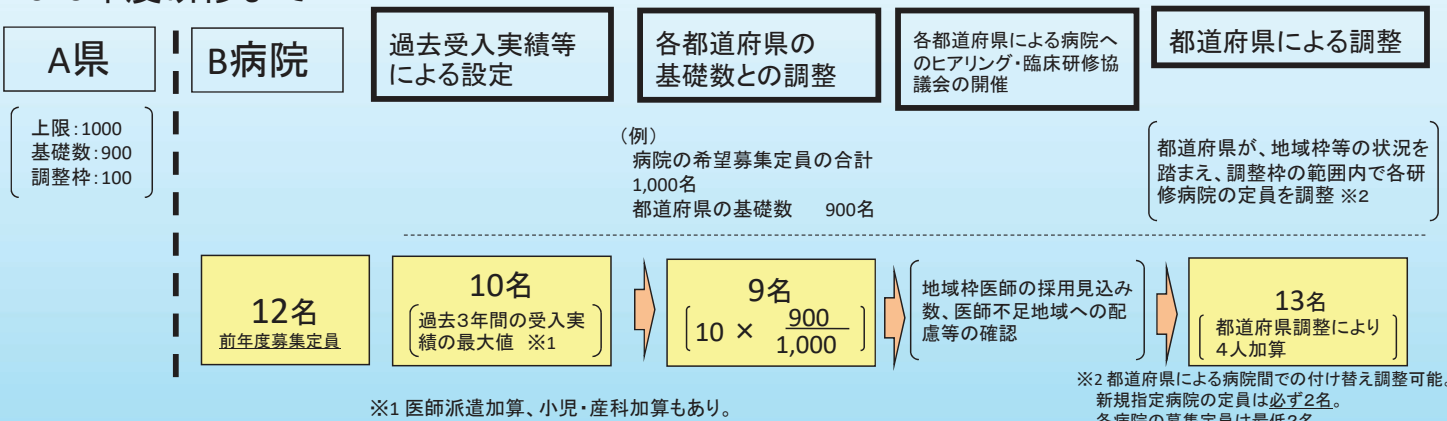 A県
上限:1000
基礎数:900
調整枠:100
B病院
過去受入実績等
による設定
各都道府県の
基礎数との調整
各都道府県による病院へ
のヒアリング・臨床研修協
議会の開催
都道府県による調整
(例)
病院の希望募集定員の合計
1,000名
都道府県の基礎数 900名
都道府県が、地域枠等の状況を
踏まえ、調整枠の範囲内で各研
修病院の定員を調整 ※2
12名
前年度募集定員
10名
過去3年間の受入実
績の最大値 ※1
9名
10 × 900
1,000
地域枠医師の採用見込み
数、医師不足地域への配
慮等の確認
13名
都道府県調整により
4人加算
※1 医師派遣加算、小児・産科加算もあり。
※2 都道府県による病院間での付け替え調整可能。
新規指定病院の定員は必ず2名。
各病院の募集定員は最低2名